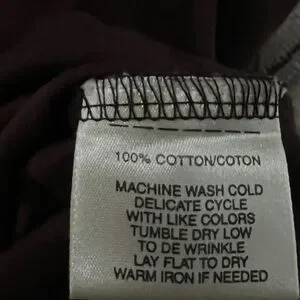 100% COTTON/COTON
MACHINE WASH COLD
DELICATE CYCLE
WITH LIKE COLORS
TUMBLE DRY LOW
TO DE WRINKLE
LAY FLAT TO DRY
WARM IRON IF NEEDED